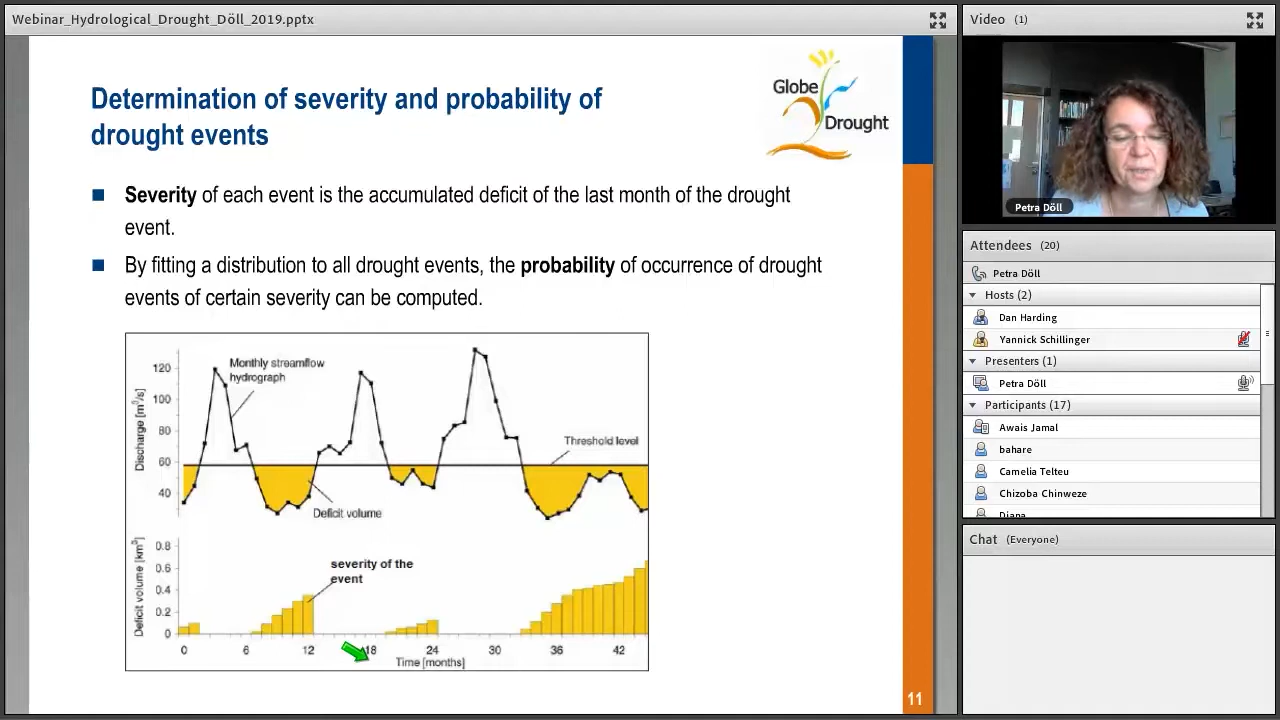 Webinar_Hydrological_Drought_Döll_2019.pptx
Determination of severity and probability of
drought events
Globe
Drought
Severity of each event is the accumulated deficit of the last month of the drought
event.
By fitting a distribution to all drought events, the probability of occurrence of drought
events of certain severity can be computed.
Discharge [m³/s]
120
100
80
60
40
Monthly streamflow
hydrograph
Threshold level
Deficit volume
Deficit volume [km³]
0.8
0.6
0.4
0.2
0
severity of the
event
0 6 12 18 24 30 36 42
Time [months]
11
Video (1)
Petra Döll
Attendees (20)
Petra Döll
Hosts (2)
Dan Harding
Yannick Schillinger
Presenters (1)
Petra Döll
Participants (17)
Awais Jamal
bahare
Camelia Telteu
Chizoba Chinweze
Diana
Chat (Everyone)